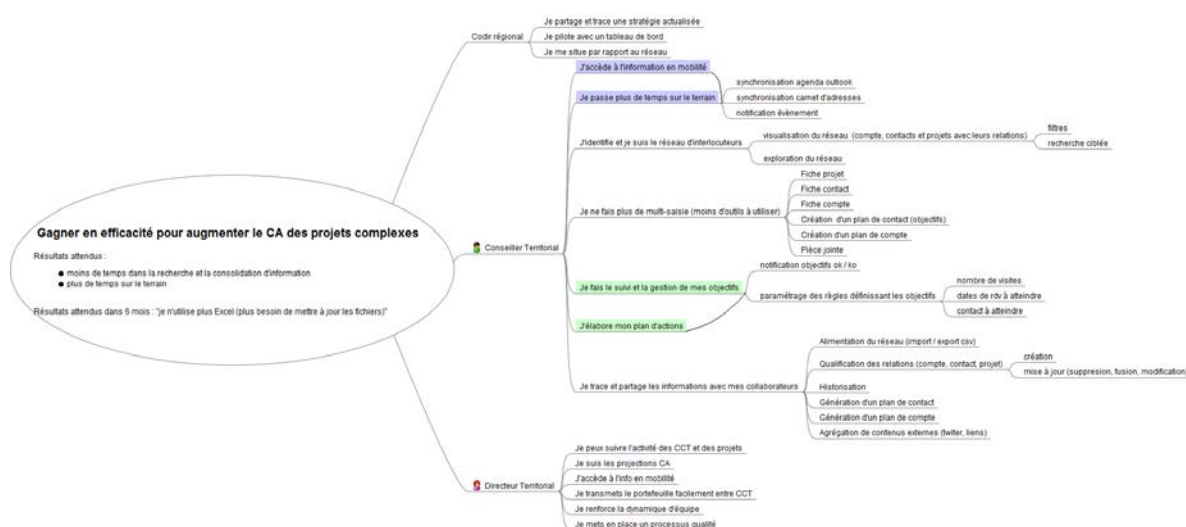 Gagner en efficacité pour augmenter le CA des projets complexes
Résultats attendus :
moins de temps dans la recherche et la consolidation d'information
plus de temps sur le terrain
Résultats attendus dans 6 mois : "je n'utilise plus Excel (plus besoin de mettre à jour les fichiers)"
Codir régional
Je partage et trace une stratégie actualisée
Je pilote avec un tableau de bord
Je me situe par rapport au réseau
Conseiller Territorial
J'accède à l'information en mobilité
Je passe plus de temps sur le terrain
synchronisation agenda outlook
synchronisation carnet d'adresses
notification évènement
J'identifie et je suis le réseau d'interlocuteurs
visualisation du réseau (compte, contacts et projets avec leurs relations)
filtres
recherche ciblée
exploration du réseau
Je ne fais plus de multi-saisie (moins d'outils à utiliser)
Fiche projet
Fiche contact
Fiche compte
Création d'un plan de contact (objectifs)
Création d'un plan de compte
Pièce jointe
Je fais le suivi et la gestion de mes objectifs
J'élabore mon plan d'actions
notification objectifs ok / ko
paramétrage des règles définissant les objectifs
nombre de visites
dates de rdv à atteindre
contact à atteindre
Je trace et partage les informations avec mes collaborateurs
Alimentation du réseau (import / export csv)
Qualification des relations (compte, contact, projet)
création
mise à jour (suppresion, fusion, modification)
Historisation
Génération d'un plan de contact
Génération d'un plan de compte
Agrégation de contenus externes (twiter, liens)
Directeur Territorial
Je peux suivre l'activité des CCT et des projets
Je suis les projections CA
J'accède à l'info en mobilité
Je transmets le portefeuille facilement entre CCT
Je renforce la dynamique d'équipe
Je mets en place un processus qualité